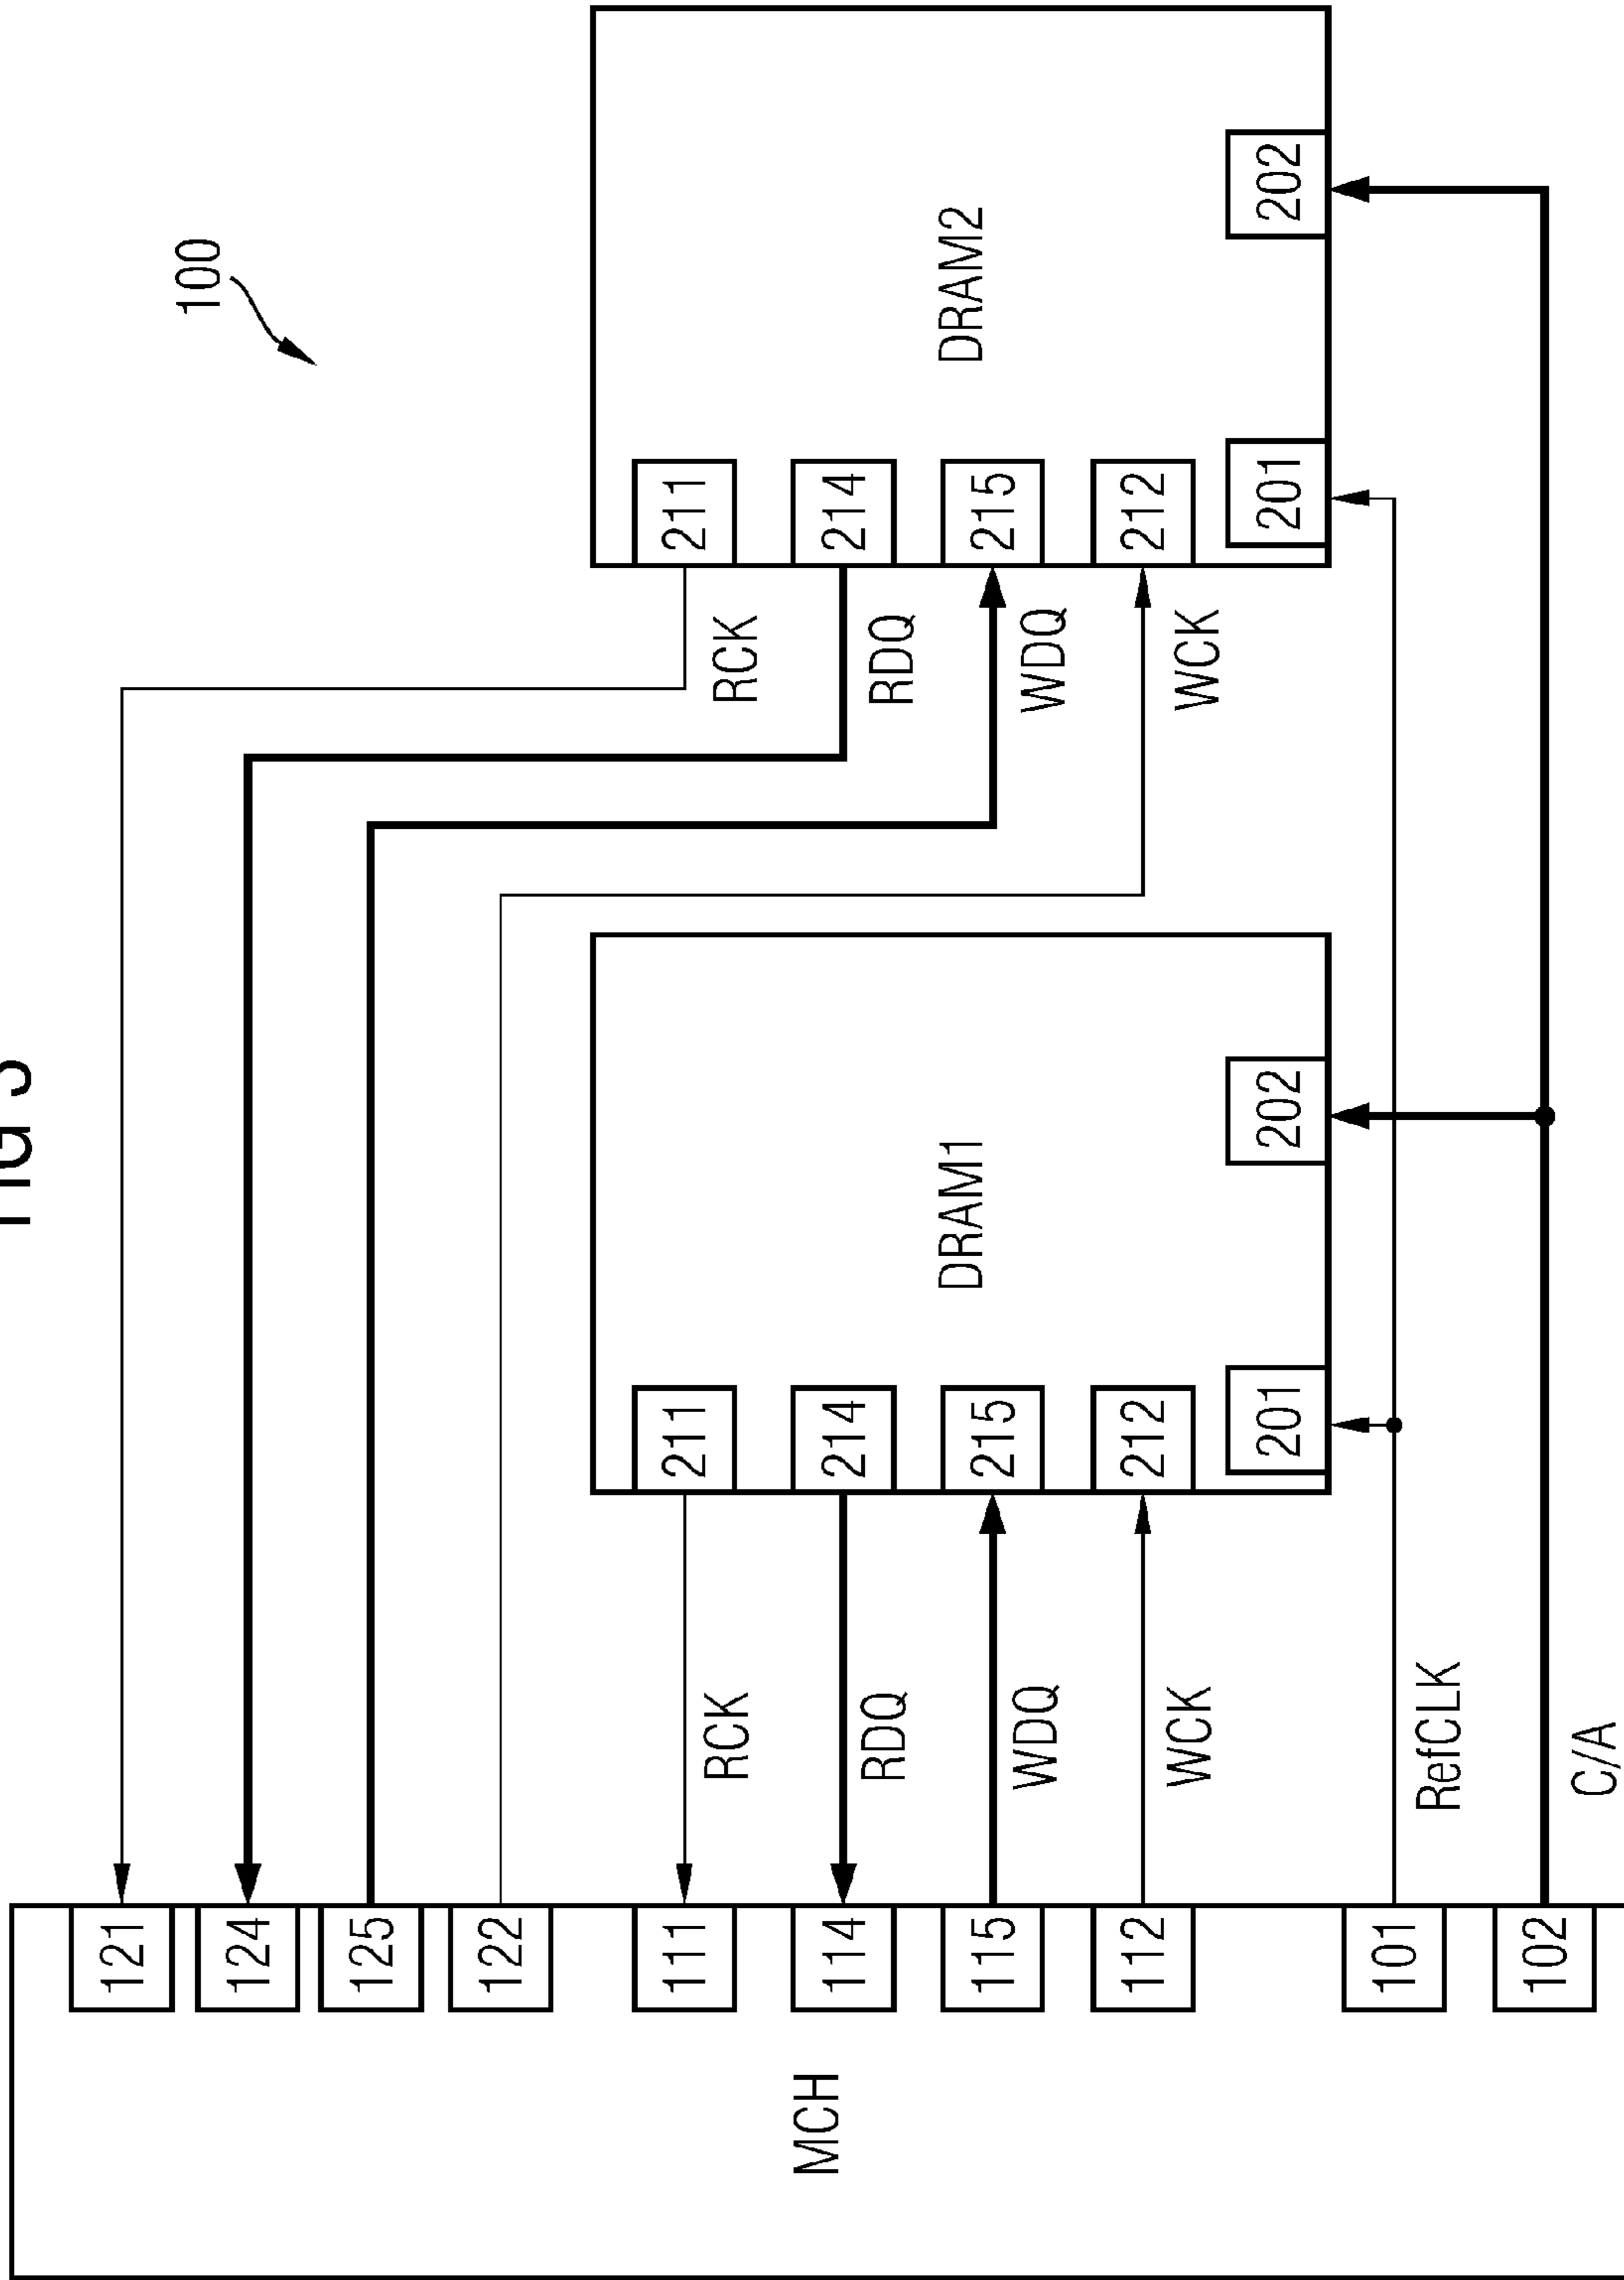 FIG 3
100
121
124
125
122
111
114
115
112
101
102
MCH
RCK
RDQ
WDQ
WCK
RefCLK
C/A
211
214
215
212
201
202
DRAM1
RCK
RDQ
WDQ
WCK
211
214
215
212
201
202
DRAM2